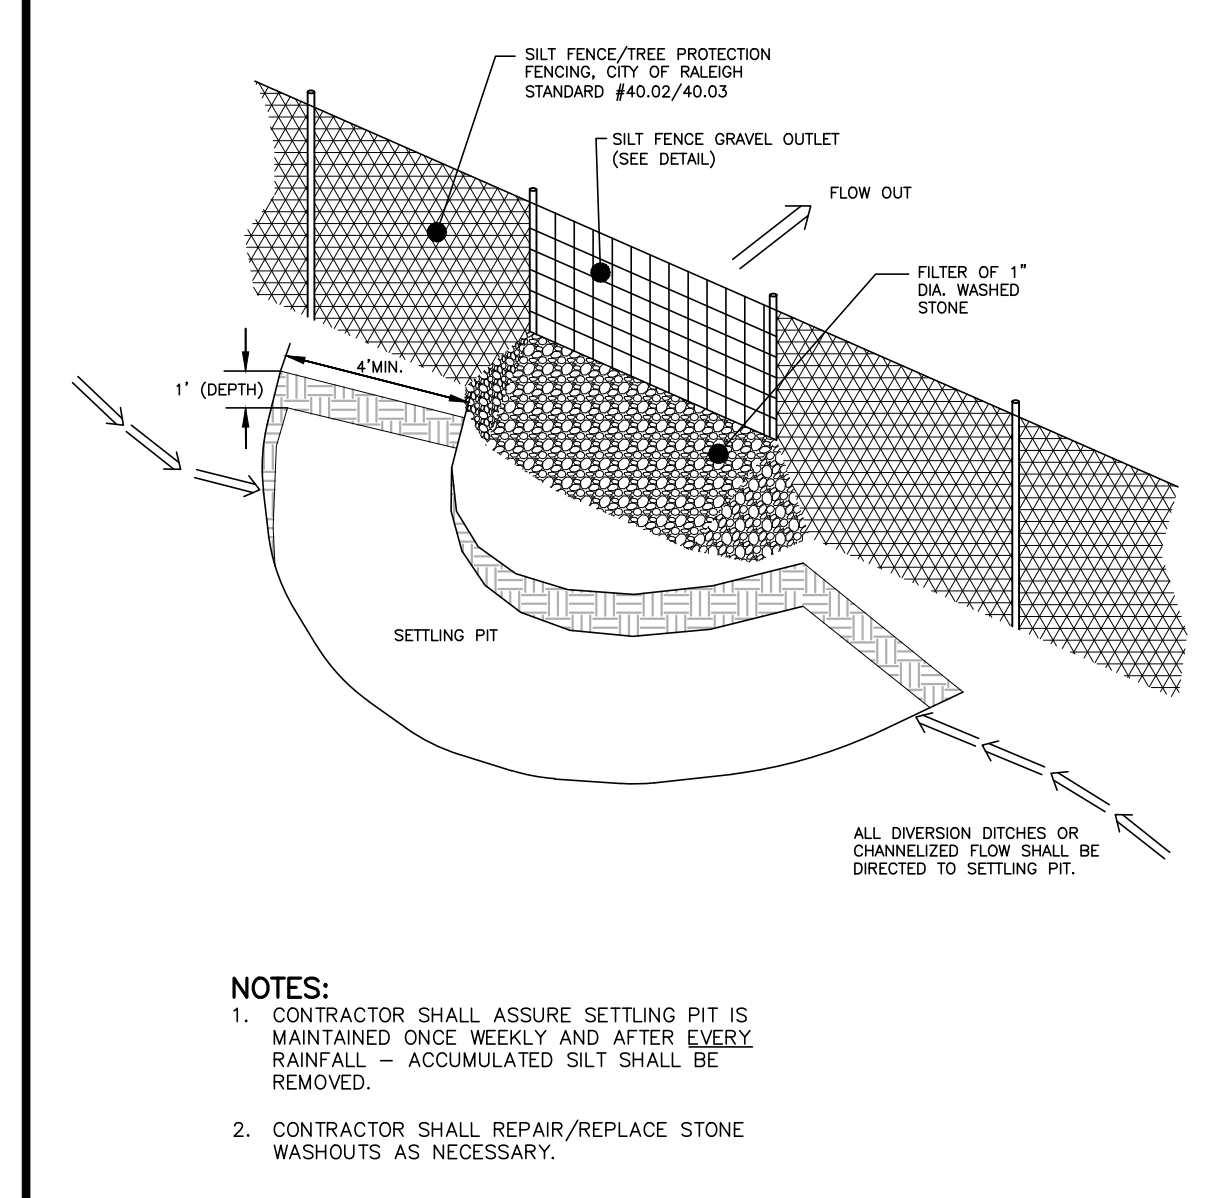 SILT FENCE/TREE PROTECTION
FENCING, CITY OF RALEIGH
STANDARD #40.02/40.03
SILT FENCE GRAVEL OUTLET
(SEE DETAIL)
FLOW OUT
FILTER OF 1"
DIA. WASHED
STONE
4'MIN.
1' (DEPTH)
SETTLING PIT
ALL DIVERSION DITCHES OR
CHANNELIZED FLOW SHALL BE
DIRECTED TO SETTLING PIT.
NOTES:
1. CONTRACTOR SHALL ASSURE SETTLING PIT IS
MAINTAINED ONCE WEEKLY AND AFTER EVERY
RAINFALL – ACCUMULATED SILT SHALL BE
REMOVED.
2. CONTRACTOR SHALL REPAIR/REPLACE STONE
WASHOUTS AS NECESSARY.